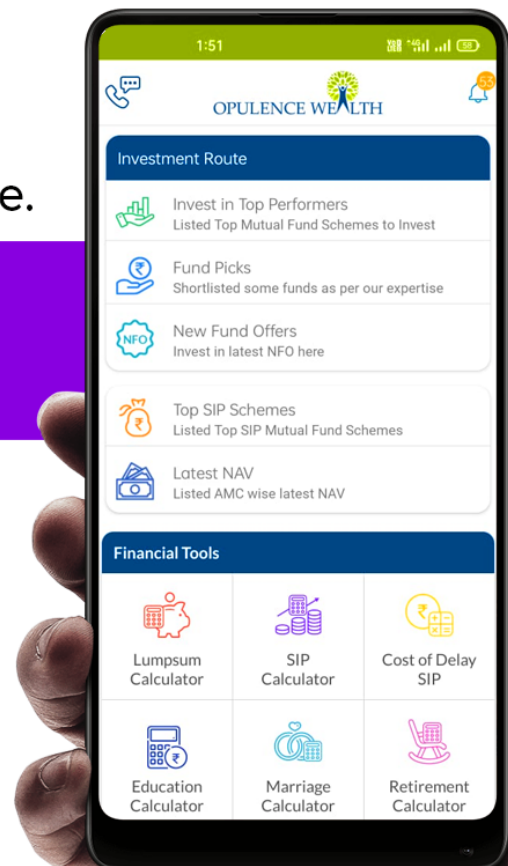 e.
1:51
58
53
OPULENCE WEALTH
Investment Route
Invest in Top Performers
Listed Top Mutual Fund Schemes to Invest
Fund Picks
Shortlisted some funds as per our expertise
NFO
New Fund Offers
Invest in latest NFO here
Top SIP Schemes
Listed Top SIP Mutual Fund Schemes
Latest NAV
Listed AMC wise latest NAV
Financial Tools
Lumpsum
Calculator
SIP
Calculator
Cost of Delay
SIP
Education
Calculator
Marriage
Calculator
Retirement
Calculator